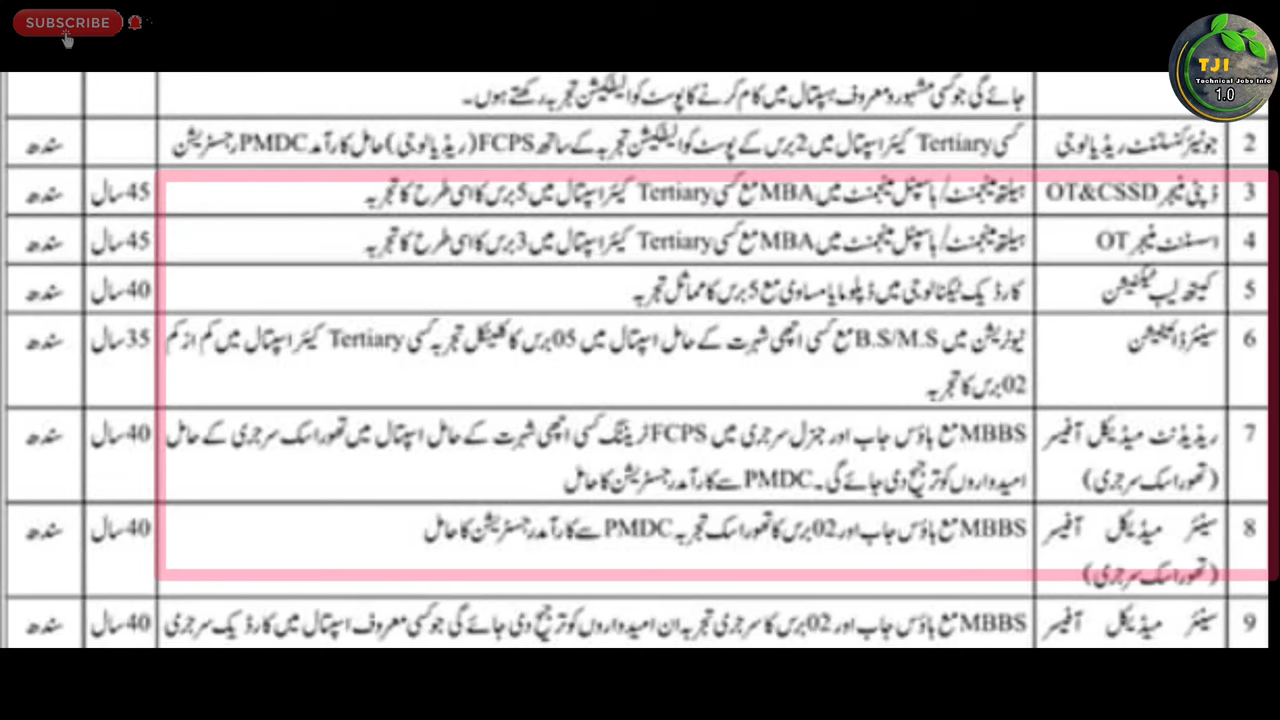 SUBSCRIBE
TJI
Technical Jobs Info
1.0
جائے گی جو کسی مشہور و معروف ہسپتال میں کام کرنے کا پوسٹ کوالیفکیشن تجربہ رکھتے ہوں۔
2 جونیئر کنسلٹنٹ ریڈیالوجی کسی Tertiary کیئر اسپتال میں 2 برس کے پوسٹ کوالیفکیشن تجربہ کے ساتھ FCPS (ریڈیالوجی) حامل کارآمد PMDC رجسٹریشن سندھ
3 ڈپٹی منیجر OT&CSSD ہیلتھ مینجمنٹ/ ہاسپٹل مینجمنٹ میں MBA مع کسی Tertiary کیئر اسپتال میں 5 برس کا اسی طرح کا تجربہ 45 سال سندھ
4 اسسٹنٹ منیجر OT ہیلتھ مینجمنٹ/ ہاسپٹل مینجمنٹ میں MBA مع کسی Tertiary کیئر اسپتال میں 3 برس کا اسی طرح کا تجربہ 45 سال سندھ
5 کیتھ لیب ٹیکنیشن کارڈیک ٹیکنالوجی میں ڈپلوما یا مساوی مع 5 برس کا مماثل تجربہ 40 سال سندھ
6 سینئر ڈائٹیشن نیوٹریشن میں B.S/M.S مع کسی اچھی شہرت کے حامل اسپتال میں 05 برس کا کلینیکل تجربہ کسی Tertiary کیئر اسپتال میں کم از کم 35 سال سندھ
02 برس کا تجربہ
7 ریذیڈنٹ میڈیکل آفیسر MBBS مع ہاؤس جاب اور جنرل سرجری میں FCPS ٹریننگ کسی اچھی شہرت کے حامل اسپتال میں تھوراسک سرجری کے حامل 40 سال سندھ
(تھوراسک سرجری) امیدواروں کو ترجیح دی جائے گی۔ PMDC سے کارآمد رجسٹریشن کا حامل
8 سینئر میڈیکل آفیسر MBBS مع ہاؤس جاب اور 02 برس کا تھوراسک تجربہ PMDC سے کارآمد رجسٹریشن کا حامل 40 سال سندھ
(تھوراسک سرجری)
9 سینئر میڈیکل آفیسر MBBS مع ہاؤس جاب اور 02 برس کا سرجری تجربہ ان امیدواروں کو ترجیح دی جائے گی جو کسی معروف اسپتال میں کارڈیک سرجری 40 سال سندھ